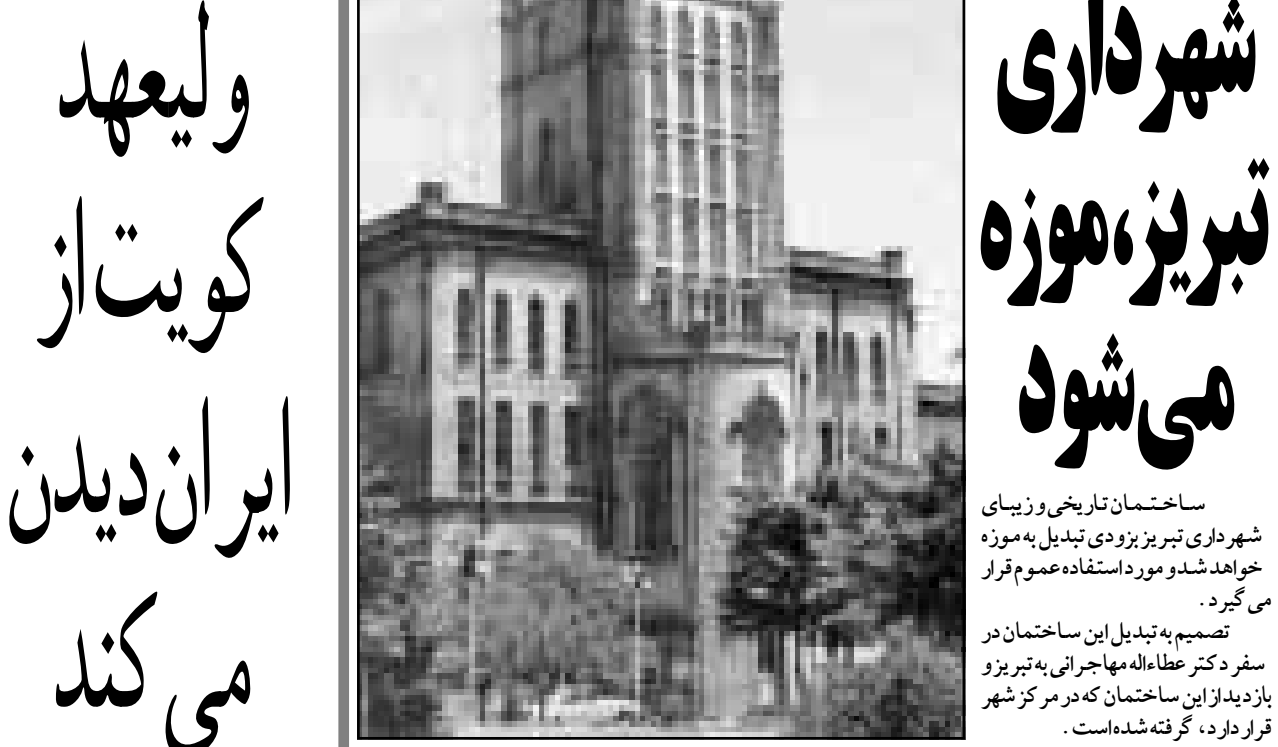 شهرداری
تبریز،موزه
می‌شود
ساختمان تاریخی و زیبای
شهرداری تبریز بزودی تبدیل به موزه
خواهد شد و مورد استفاده عموم قرار
می گیرد .
تصمیم به تبدیل این ساختمان در
سفر دکتر عطاءاله مهاجرانی به تبریز و
بازدید از این ساختمان که در مرکز شهر
قرار دارد، گرفته شده‌است .
ولیعهد
کویت از
ایران دیدن
می کند